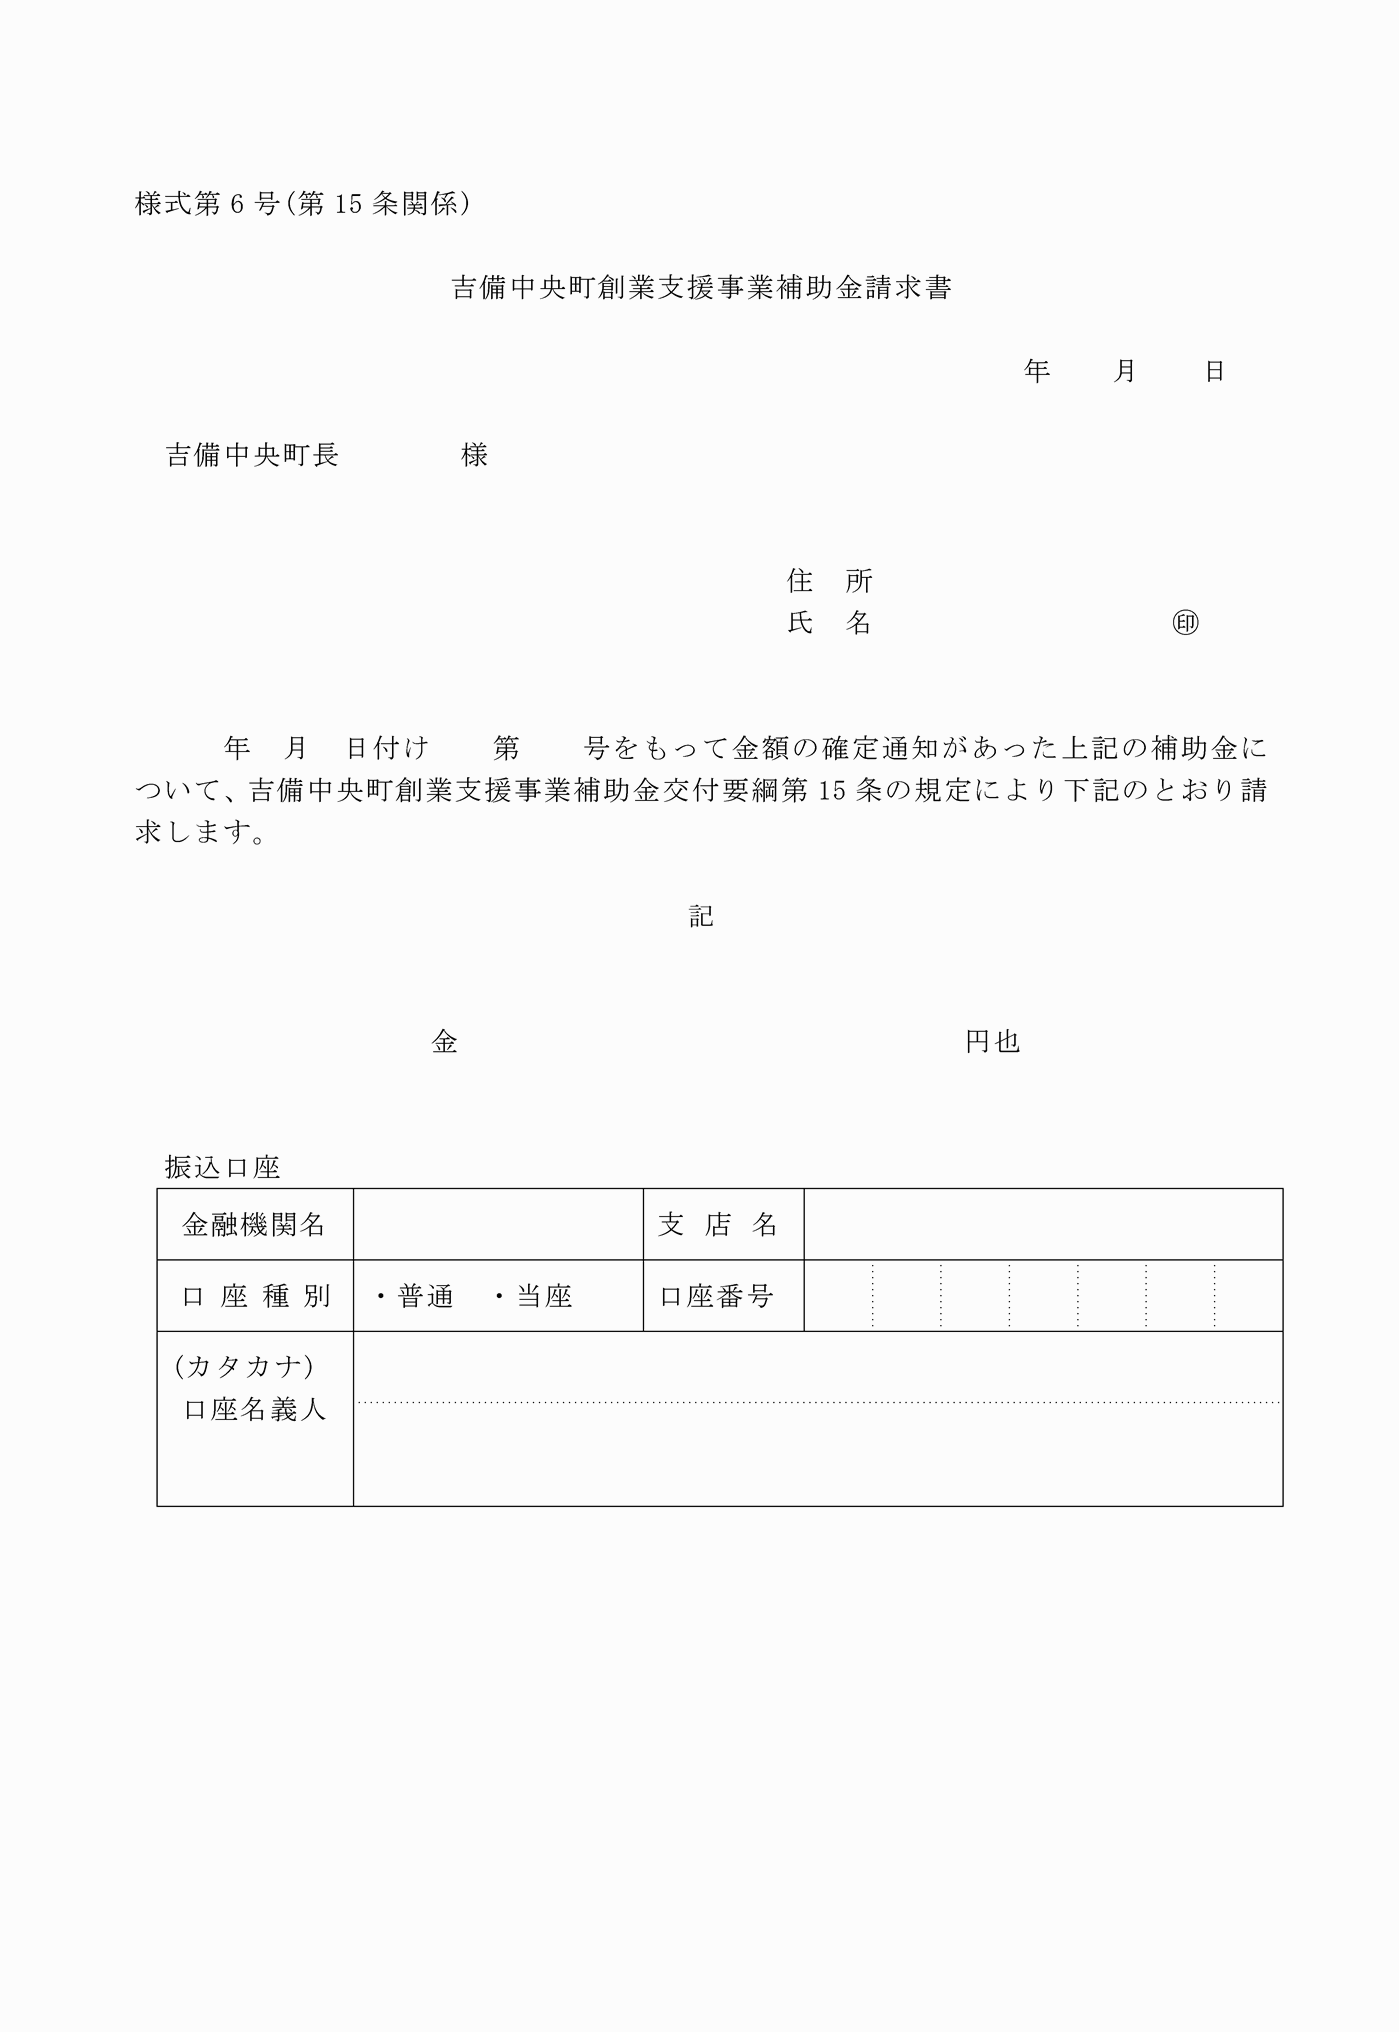 様式第 6 号(第 15 条関係)
吉備中央町創業支援事業補助金請求書
年　　月　　日
吉備中央町長　　　　様
住　所
氏　名　　　　　　　　　　㊞
年　月　日付け　　第　　号をもって金額の確定通知があった上記の補助金に
ついて、吉備中央町創業支援事業補助金交付要綱第 15 条の規定により下記のとおり請
求します。
記
金　　　　　　　　　　　　　　　　　円也
振込口座
金融機関名　　支 店 名
口 座 種 別　・普通　・当座　口座番号
(カタカナ)
口座名義人